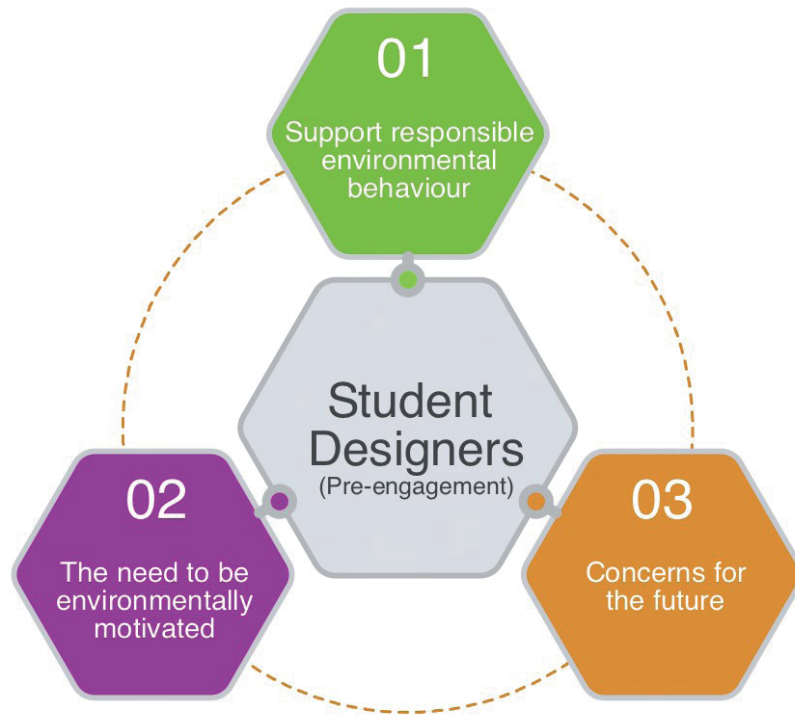 01
Support responsible
environmental
behaviour
Student
Designers
(Pre-engagement)
02
The need to be
environmentally
motivated
03
Concerns for
the future